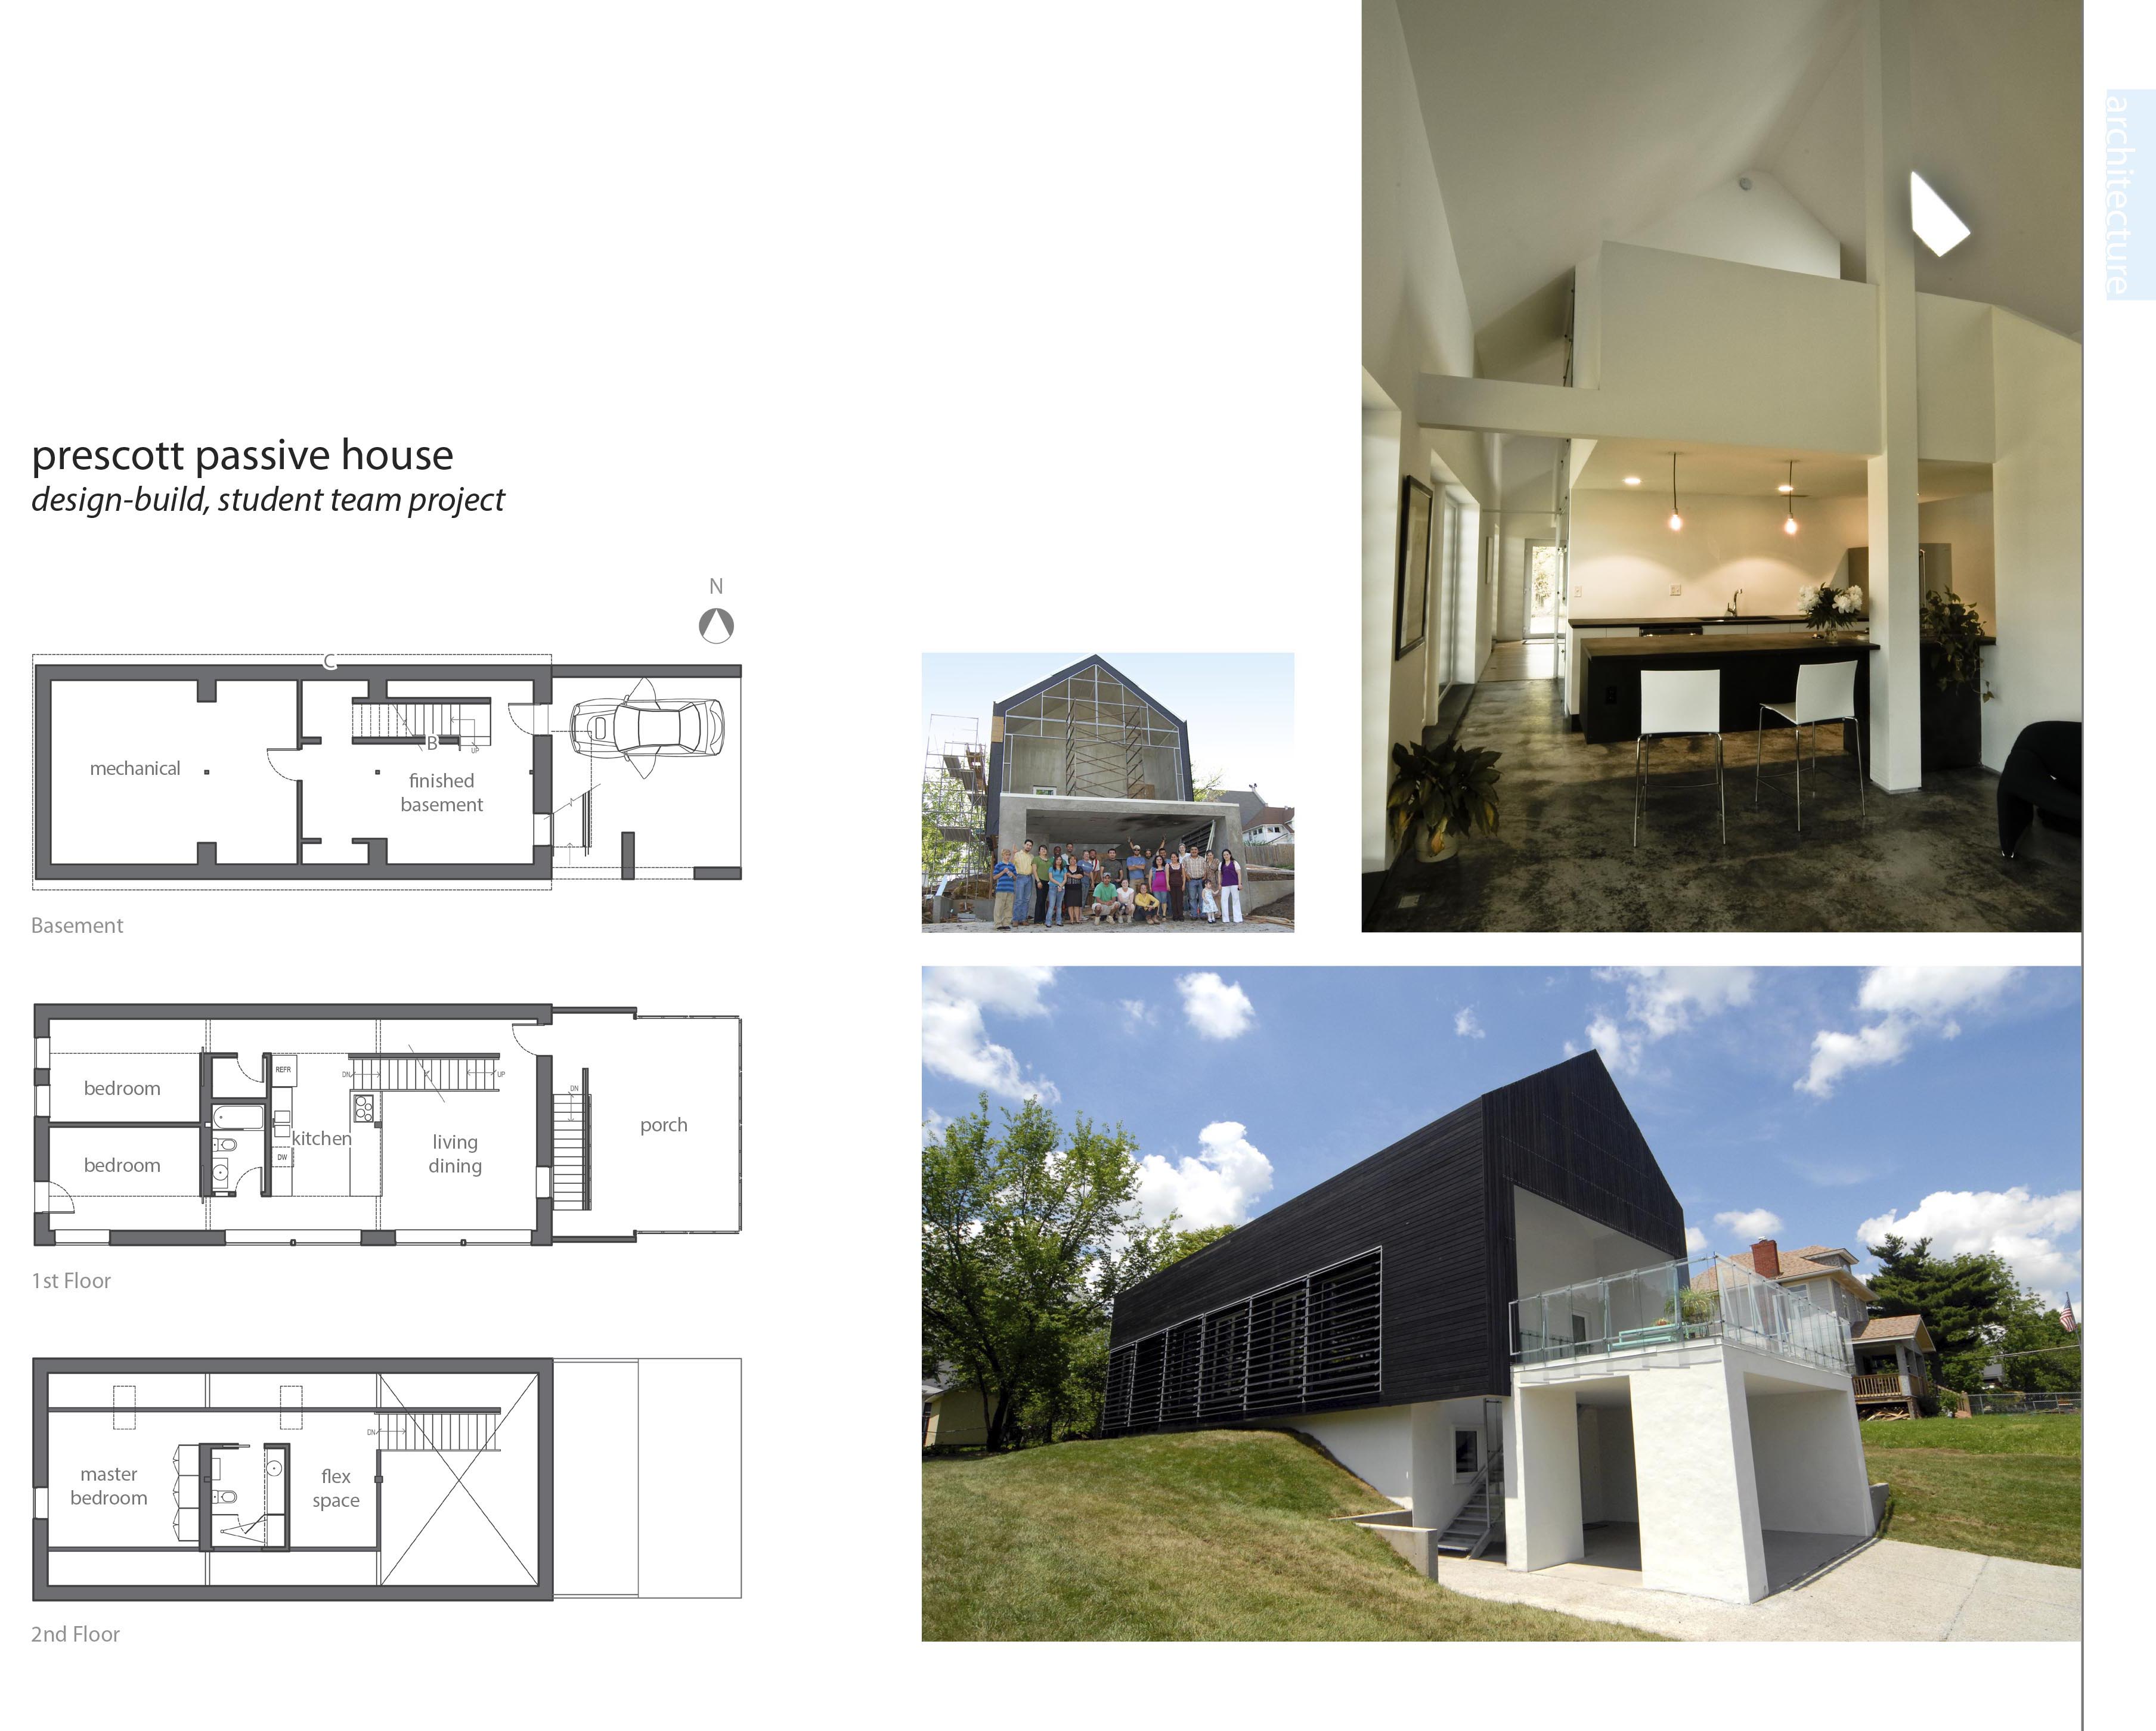 architecture
prescott passive house
design-build, student team project
N
C
B
UP
mechanical
finished
basement
Basement
REFR
DN
UP
DN
bedroom
kitchen
living
dining
porch
DW
bedroom
1st Floor
DN
master
bedroom
flex
space
2nd Floor